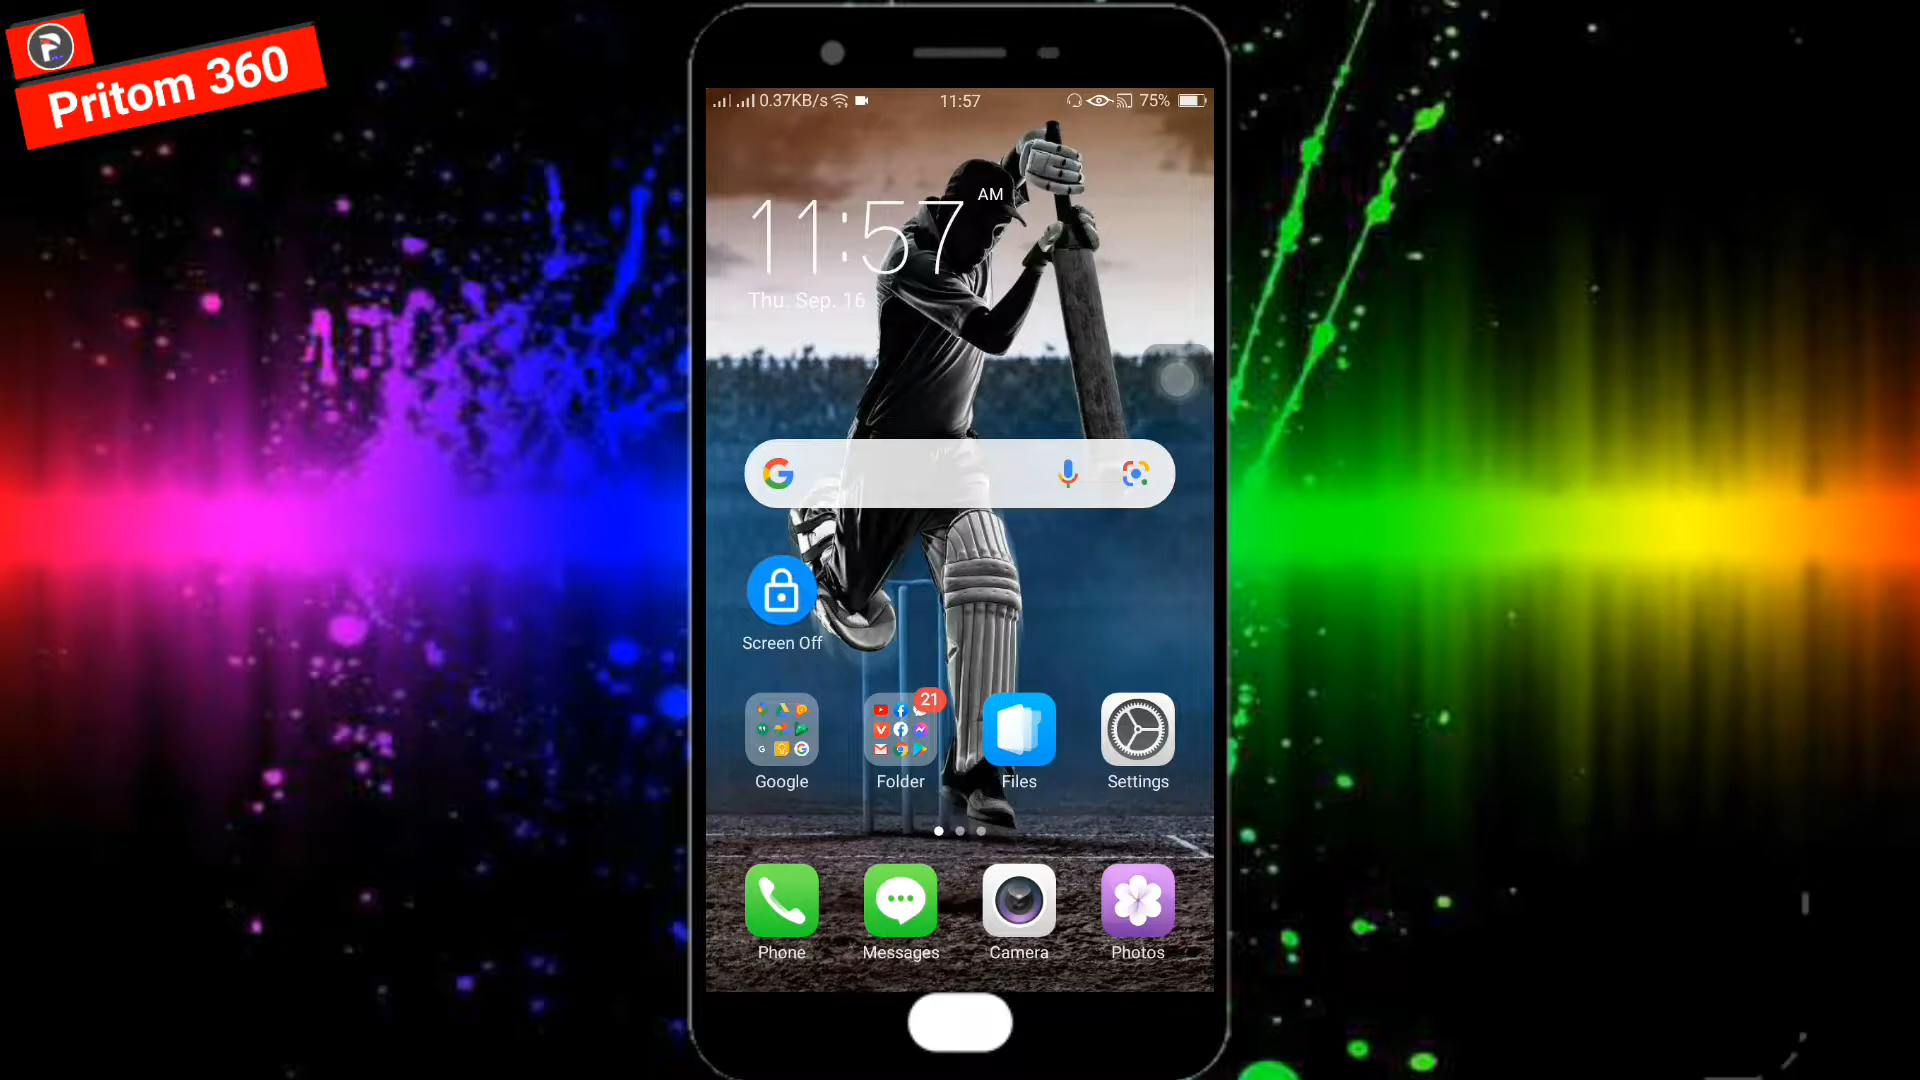 Pritom 360
0.37KB/s 11:57 75%
AM
11:57
Thu. Sep. 16
Screen Off
21
Google Folder Files Settings
Phone Messages Camera Photos